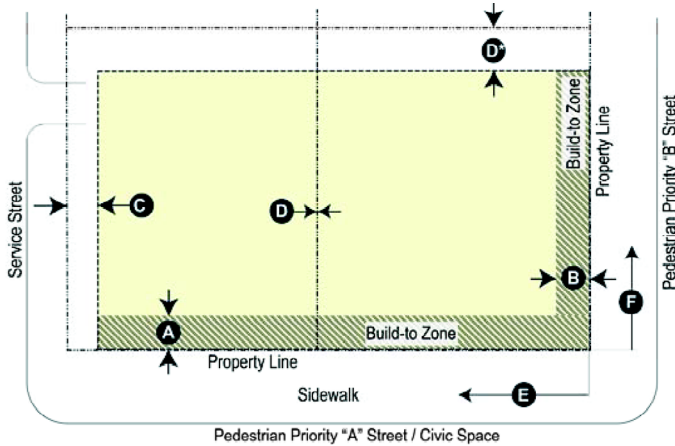 D*
Build-to Zone
Property Line
Pedestrian Priority "B" Street
Service Street
C
D
B
F
A
Build-to Zone
Property Line
Sidewalk
E
Pedestrian Priority "A" Street / Civic Space